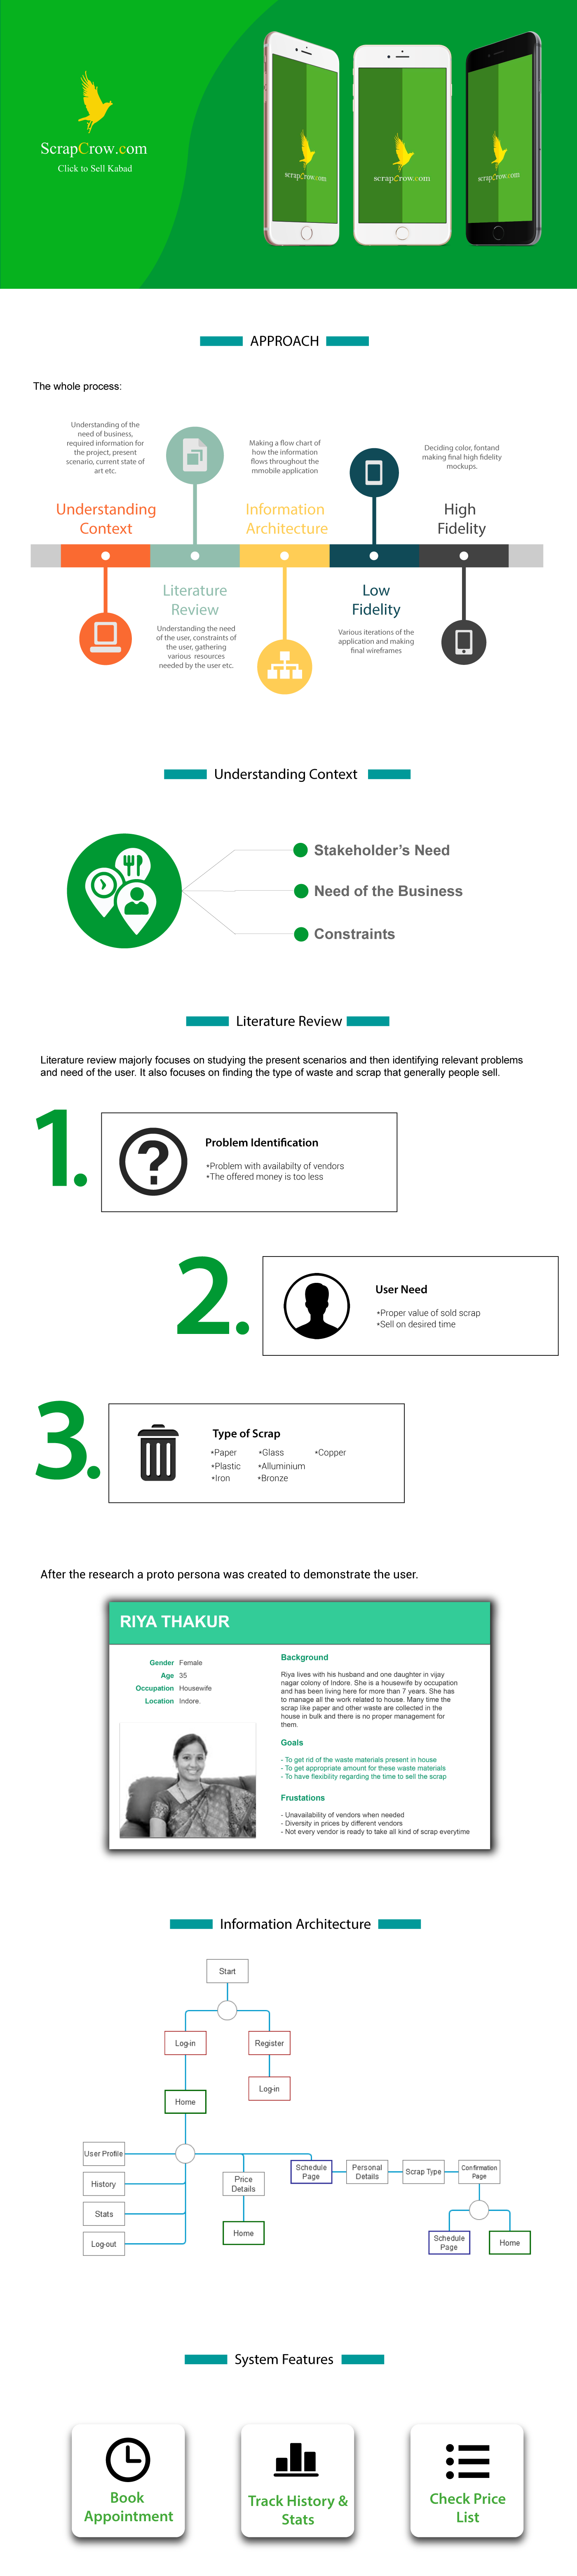 ScrapCrow.com
Click to Sell Kabad
scrapCrow.com
scrapCrow.com
scrapCrow.com
APPROACH
The whole process:
Understanding of the
need of business,
required information for
the project, present
scenario, current state of
art etc.
Making a flow chart of
how the information
flows throughout the
mmobile application
Deciding color, fontand
making final high fidelity
mockups.
Understanding
Context
Information
Architecture
High
Fidelity
Literature
Review
Understanding the need
of the user, constraints of
the user, gathering
various resources
needed by the user etc.
Low
Fidelity
Various iterations of the
application and making
final wireframes
Understanding Context
Stakeholder's Need
Need of the Business
Constraints
Literature Review
Literature review majorly focuses on studying the present scenarios and then identifying relevant problems
and need of the user. It also focuses on finding the type of waste and scrap that generally people sell.
1.
Problem Identification
*Problem with availabilty of vendors
*The offered money is too less
2.
User Need
*Proper value of sold scrap
*Sell on desired time
3.
Type of Scrap
*Paper *Glass *Copper
*Plastic *Alluminium
*Iron *Bronze
After the research a proto persona was created to demonstrate the user.
RIYA THAKUR
Gender Female
Age 35
Occupation Housewife
Location Indore.
Background
Riya lives with his husband and one daughter in vijay
nagar colony of Indore. She is a housewife by occupation
and has been living here for more than 7 years. She has
to manage all the work related to house. Many time the
scrap like paper and other waste are collected in the
house in bulk and there is no proper management for
them.
Goals
- To get rid of the waste materials present in house
- To get appropriate amount for these waste materials
- To have flexibility regarding the time to sell the scrap
Frustations
- Unavailability of vendors when needed
- Diversity in prices by different vendors
- Not every vendor is ready to take all kind of scrap everytime
Information Architecture
Start
Log-in
Register
Home
Log-in
User Profile
History
Stats
Log-out
Price
Details
Home
Schedule
Page
Personal
Details
Scrap Type
Confirmation
Page
Schedule
Page
Home
System Features
Book
Appointment
Track History &
Stats
Check Price
List